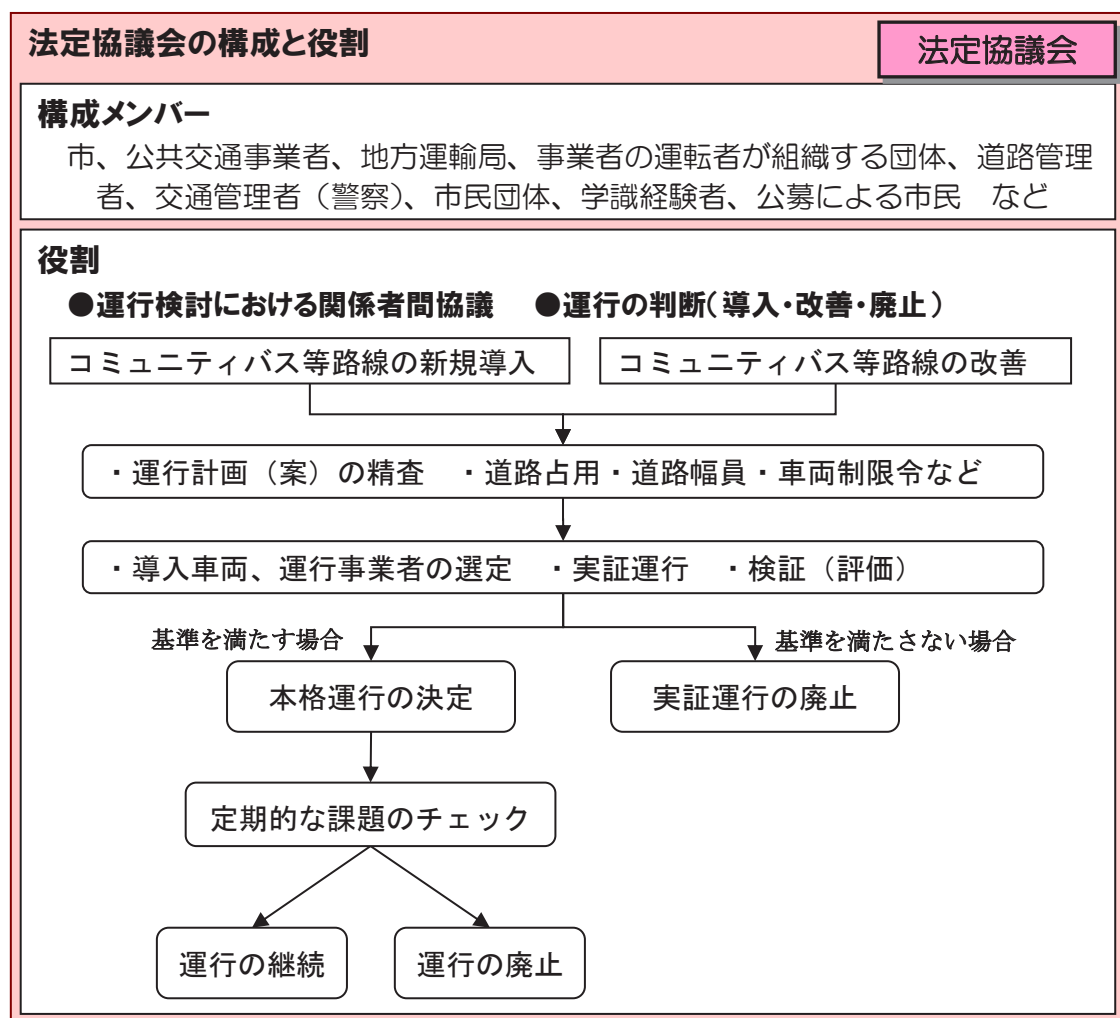 法定協議会の構成と役割
法定協議会
構成メンバー
市、公共交通事業者、地方運輸局、事業者の運転者が組織する団体、道路管理
者、交通管理者（警察）、市民団体、学識経験者、公募による市民　など
役割
●運行検討における関係者間協議　●運行の判断（導入・改善・廃止）
コミュニティバス等路線の新規導入
コミュニティバス等路線の改善
・運行計画（案）の精査　・道路占用・道路幅員・車両制限令など
・導入車両、運行事業者の選定　・実証運行　・検証（評価）
基準を満たす場合
基準を満たさない場合
本格運行の決定
実証運行の廃止
定期的な課題のチェック
運行の継続
運行の廃止